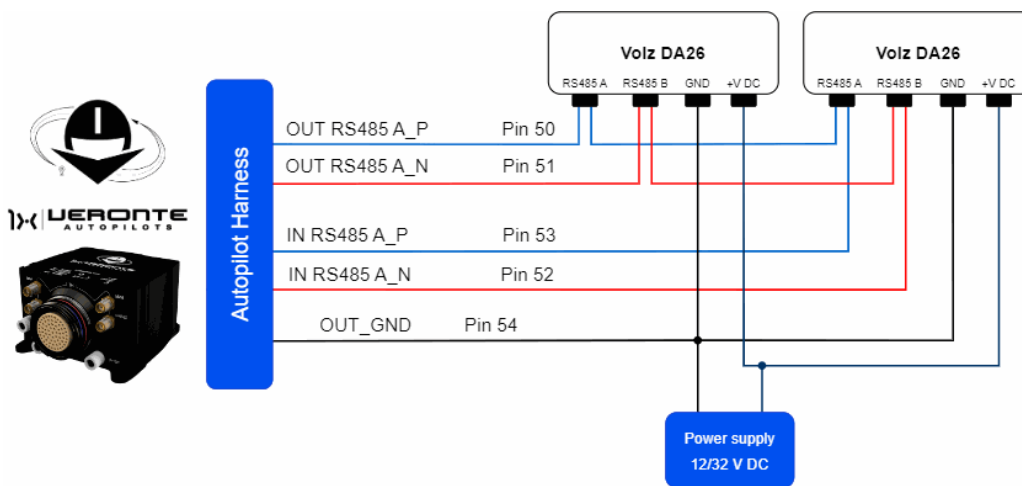 Volz DA26
RS485 A RS485 B GND +V DC
Volz DA26
RS485 A RS485 B GND +V DC
OUT RS485 A_P Pin 50
OUT RS485 A_N Pin 51
IN RS485 A_P Pin 53
IN RS485 A_N Pin 52
OUT_GND Pin 54
Autopilot Harness
VERONTE
AUTOPILOTS
Power supply
12/32 V DC